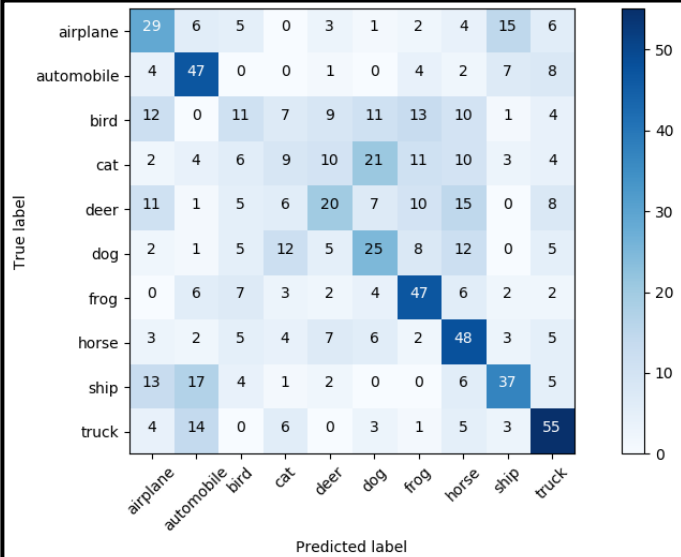 airplane 29 6 5 0 3 1 2 4 15 6
automobile 4 47 0 0 1 0 4 2 7 8
bird 12 0 11 7 9 11 13 10 1 4
cat 2 4 6 9 10 21 11 10 3 4
deer 11 1 5 6 20 7 10 15 0 8
dog 2 1 5 12 5 25 8 12 0 5
frog 0 6 7 3 2 4 47 6 2 2
horse 3 2 5 4 7 6 2 48 3 5
ship 13 17 4 1 2 0 0 6 37 5
truck 4 14 0 6 0 3 1 5 3 55
airplane automobile bird cat deer dog frog horse ship truck
Predicted label
True label
50
40
30
20
10
0